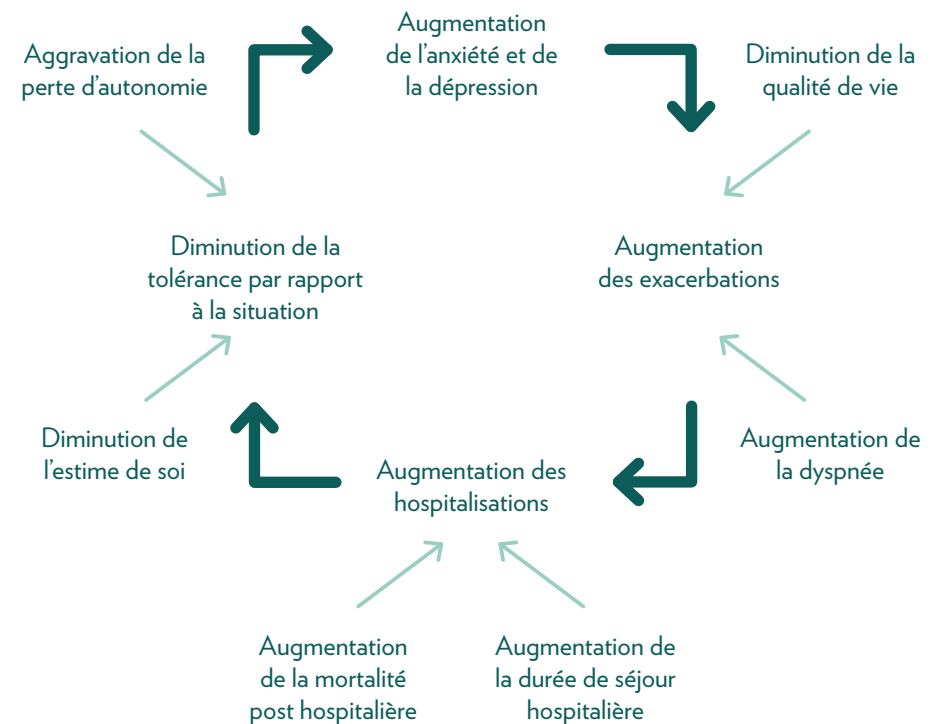 Augmentation
de l’anxiété et de
la dépression
Aggravation de la
perte d’autonomie
Diminution de la
qualité de vie
Diminution de la
tolérance par rapport
à la situation
Augmentation
des exacerbations
Diminution de
l’estime de soi
Augmentation des
hospitalisations
Augmentation de
la dyspnée
Augmentation
de la mortalité
post hospitalière
Augmentation de
la durée de séjour
hospitalière